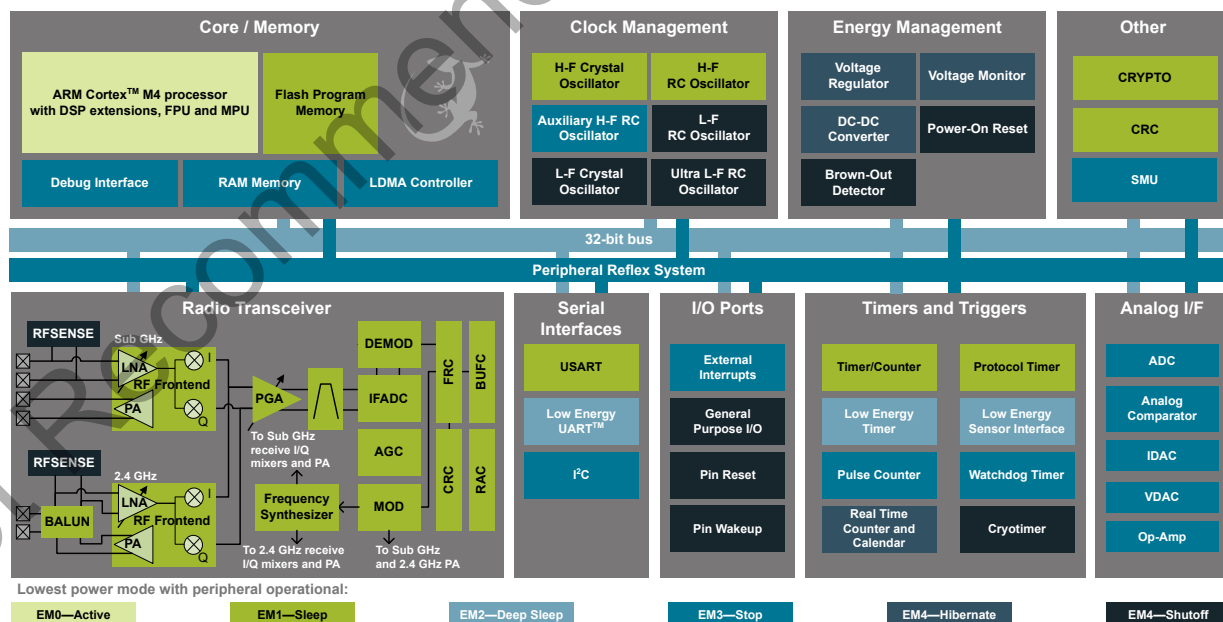 Core / Memory
ARM Cortex™ M4 processor
with DSP extensions, FPU and MPU
Flash Program
Memory
Debug Interface
RAM Memory
LDMA Controller
Clock Management
H-F Crystal
Oscillator
H-F
RC Oscillator
Auxiliary H-F RC
Oscillator
L-F
RC Oscillator
L-F Crystal
Oscillator
Ultra L-F RC
Oscillator
Energy Management
Voltage
Regulator
Voltage Monitor
DC-DC
Converter
Power-On Reset
Brown-Out
Detector
Other
CRYPTO
CRC
SMU
32-bit bus
Peripheral Reflex System
Radio Transceiver
RFSENSE
Sub GHz
LNA
I
RF Frontend
PA
Q
RFSENSE
2.4 GHz
LNA
I
BALUN
RF Frontend
PA
Q
PGA
To Sub GHz
receive I/Q
mixers and PA
Frequency
Synthesizer
To 2.4 GHz receive
I/Q mixers and PA
DEMOD
IFADC
AGC
MOD
To Sub GHz
and 2.4 GHz PA
FRC
BUFC
CRC
RAC
Serial
Interfaces
USART
Low Energy
UART™
I²C
I/O Ports
External
Interrupts
General
Purpose I/O
Pin Reset
Pin Wakeup
Timers and Triggers
Timer/Counter
Protocol Timer
Low Energy
Timer
Low Energy
Sensor Interface
Pulse Counter
Watchdog Timer
Real Time
Counter and
Calendar
Cryotimer
Analog I/F
ADC
Analog
Comparator
IDAC
VDAC
Op-Amp
Lowest power mode with peripheral operational:
EM0—Active
EM1—Sleep
EM2—Deep Sleep
EM3—Stop
EM4—Hibernate
EM4—Shutoff